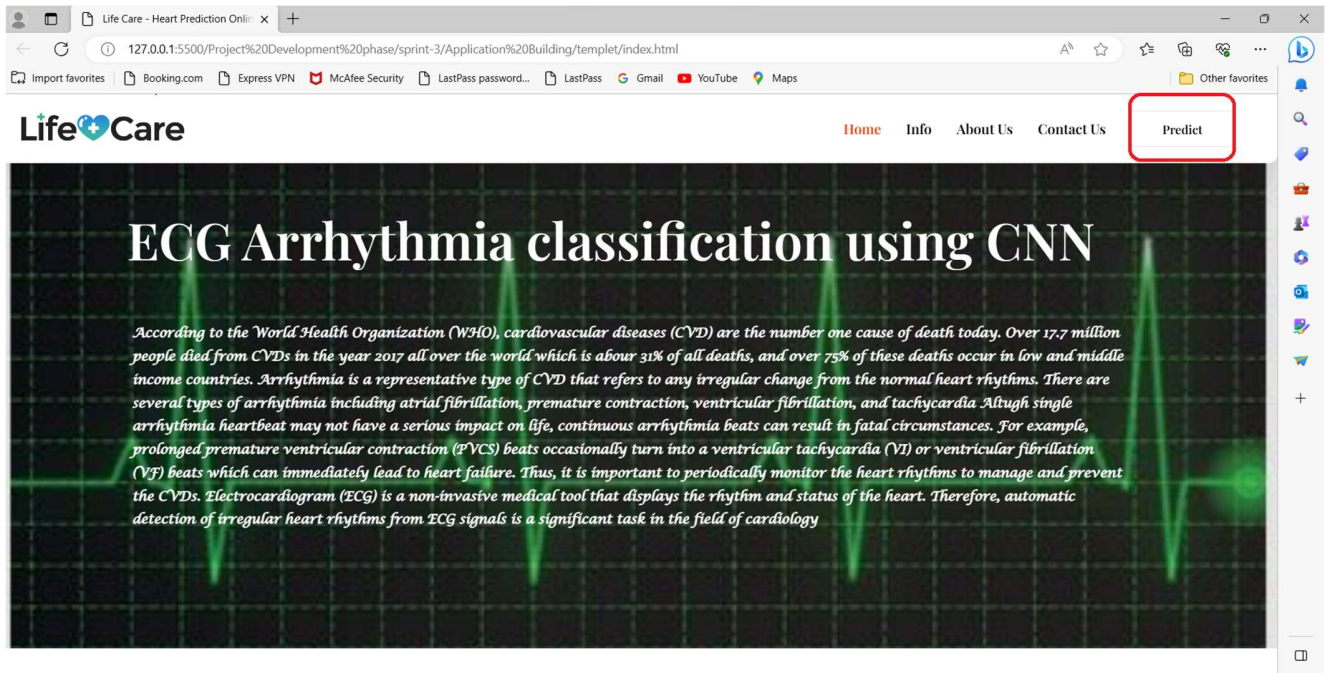 Life Care - Heart Prediction Onlin
127.0.0.1:5500/Project%20Development%20phase/sprint-3/Application%20Building/templet/index.html
Import favorites Booking.com Express VPN McAfee Security LastPass password... LastPass Gmail YouTube Maps Other favorites
Life Care Home Info About Us Contact Us Predict
ECG Arrhythmia classification using CNN
According to the World Health Organization (WHO), cardiovascular diseases (CVD) are the number one cause of death today. Over 17.7 million
people died from CVDs in the year 2017 all over the world which is abour 31% of all deaths, and over 75% of these deaths occur in low and middle
income countries. Arrhythmia is a representative type of CVD that refers to any irregular change from the normal heart rhythms. There are
several types of arrhythmia including atrial fibrillation, premature contraction, ventricular fibrillation, and tachycardia Altugh single
arrhythmia heartbeat may not have a serious impact on life, continuous arrhythmia beats can result in fatal circumstances. For example,
prolonged premature ventricular contraction (PVCS) beats occasionally turn into a ventricular tachycardia (VI) or ventricular fibrillation
(VF) beats which can immediately lead to heart failure. Thus, it is important to periodically monitor the heart rhythms to manage and prevent
the CVDs. Electrocardiogram (ECG) is a non-invasive medical tool that displays the rhythm and status of the heart. Therefore, automatic
detection of irregular heart rhythms from ECG signals is a significant task in the field of cardiology